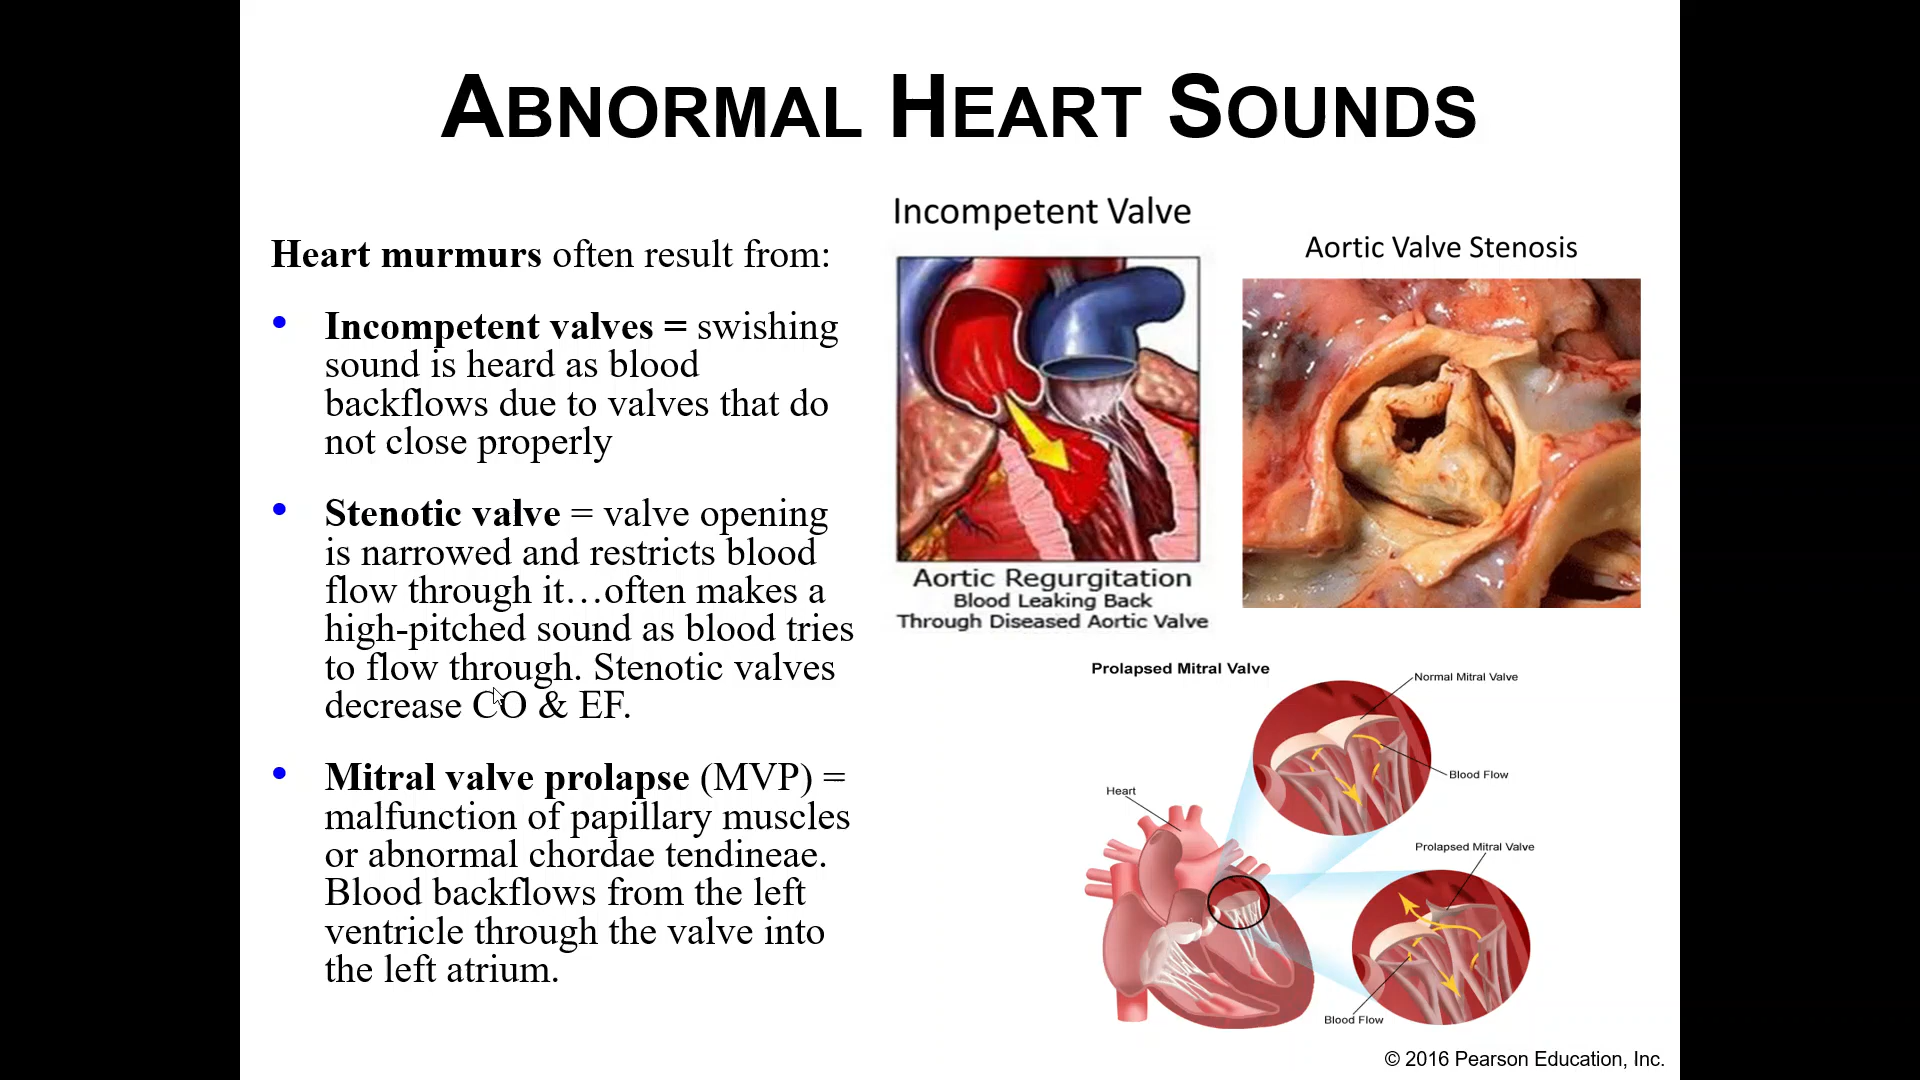 ABNORMAL HEART SOUNDS
Heart murmurs often result from:
• Incompetent valves = swishing
sound is heard as blood
backflows due to valves that do
not close properly
• Stenotic valve = valve opening
is narrowed and restricts blood
flow through it…often makes a
high-pitched sound as blood tries
to flow through. Stenotic valves
decrease CO & EF.
• Mitral valve prolapse (MVP) =
malfunction of papillary muscles
or abnormal chordae tendineae.
Blood backflows from the left
ventricle through the valve into
the left atrium.
Incompetent Valve
Aortic Regurgitation
Blood Leaking Back
Through Diseased Aortic Valve
Aortic Valve Stenosis
Prolapsed Mitral Valve
Normal Mitral Valve
Blood Flow
Heart
Prolapsed Mitral Valve
Blood Flow
© 2016 Pearson Education, Inc.